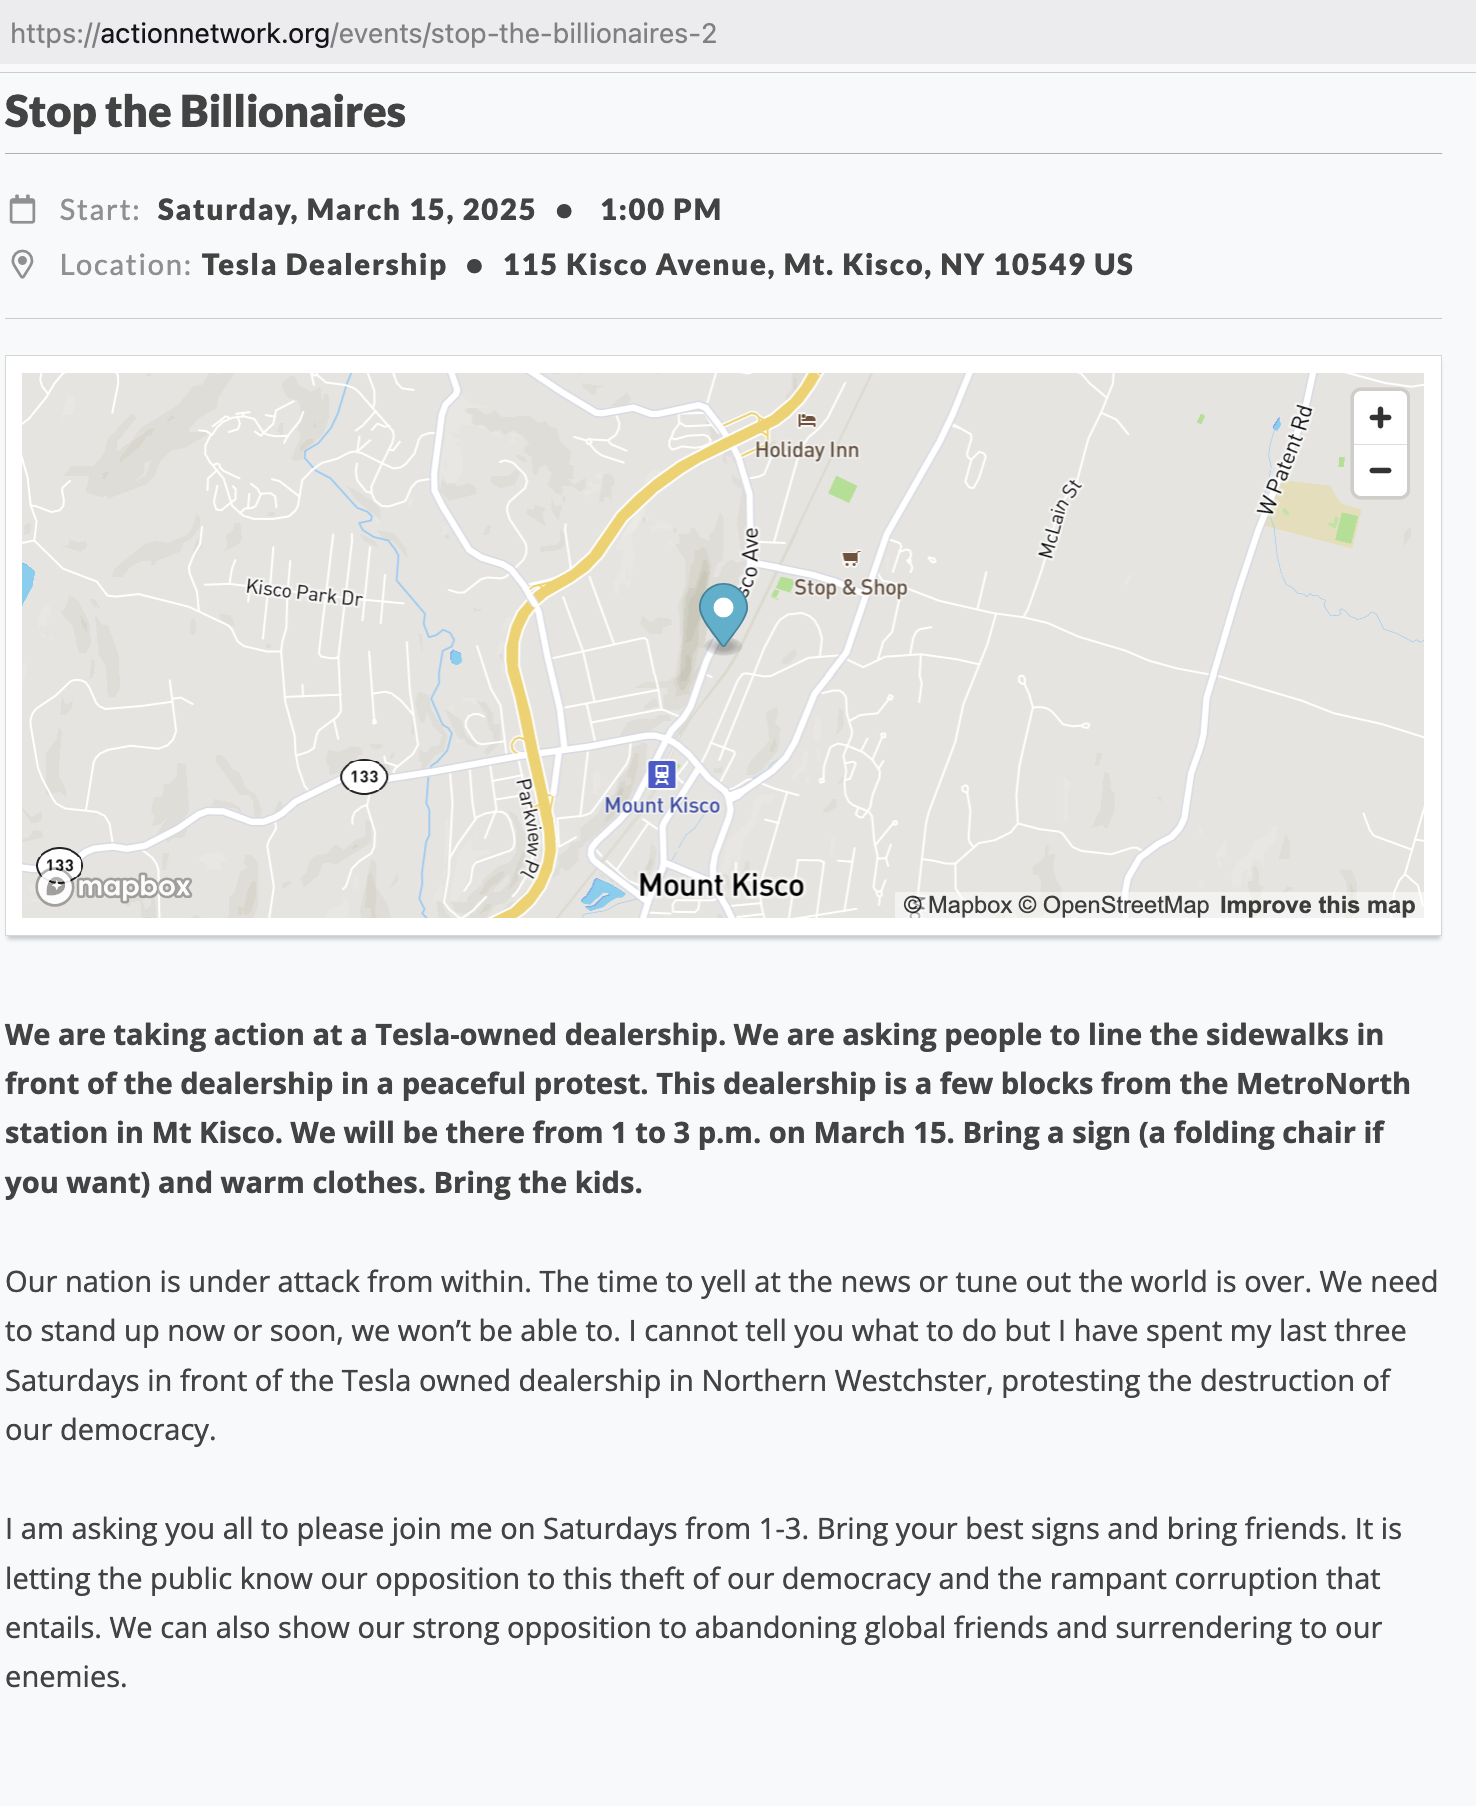 https://actionnetwork.org/events/stop-the-billionaires-2
Stop the Billionaires
Start: Saturday, March 15, 2025 ● 1:00 PM
Location: Tesla Dealership ● 115 Kisco Avenue, Mt. Kisco, NY 10549 US
+
−
Holiday Inn
W Patent Rd
McLain St
sco Ave
Stop & Shop
Kisco Park Dr
133
Mount Kisco
Parkview Pl
133
mapbox
Mount Kisco
© Mapbox © OpenStreetMap Improve this map
We are taking action at a Tesla-owned dealership. We are asking people to line the sidewalks in
front of the dealership in a peaceful protest. This dealership is a few blocks from the MetroNorth
station in Mt Kisco. We will be there from 1 to 3 p.m. on March 15. Bring a sign (a folding chair if
you want) and warm clothes. Bring the kids.
Our nation is under attack from within. The time to yell at the news or tune out the world is over. We need
to stand up now or soon, we won’t be able to. I cannot tell you what to do but I have spent my last three
Saturdays in front of the Tesla owned dealership in Northern Westchster, protesting the destruction of
our democracy.
I am asking you all to please join me on Saturdays from 1-3. Bring your best signs and bring friends. It is
letting the public know our opposition to this theft of our democracy and the rampant corruption that
entails. We can also show our strong opposition to abandoning global friends and surrendering to our
enemies.